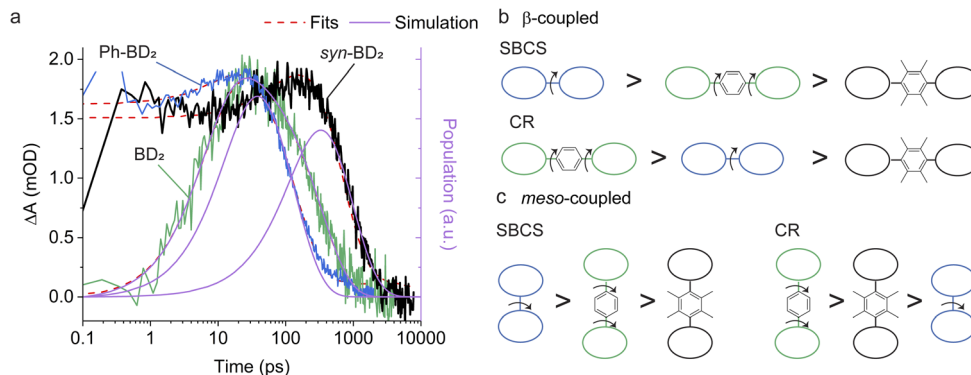 a
Fits
Simulation
Ph-BD₂
syn-BD₂
BD₂
2.0
1.5
1.0
0.5
0.0
ΔA (mOD)
Population (a.u.)
0.1 1 10 100 1000 10000
Time (ps)
b β-coupled
SBCS
> >
CR
> >
c meso-coupled
SBCS CR
> > > >